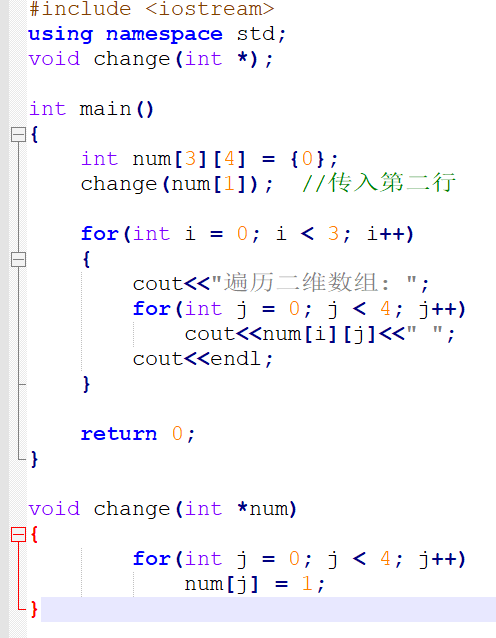 #include <iostream>
using namespace std;
void change(int *);
int main()
{
    int num[3][4] = {0};
    change(num[1]);  //传入第二行
    for(int i = 0; i < 3; i++)
    {
        cout<<"遍历二维数组: ";
        for(int j = 0; j < 4; j++)
            cout<<num[i][j]<<" ";
        cout<<endl;
    }
    return 0;
}
void change(int *num)
{
        for(int j = 0; j < 4; j++)
            num[j] = 1;
}